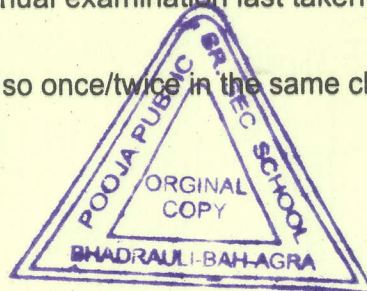 nual examination last taken
so once/twice in the same cl
POOJA PUBLIC SR. SEC SCHOOL
ORGINAL
COPY
BHADRAULI-BAH-AGRA